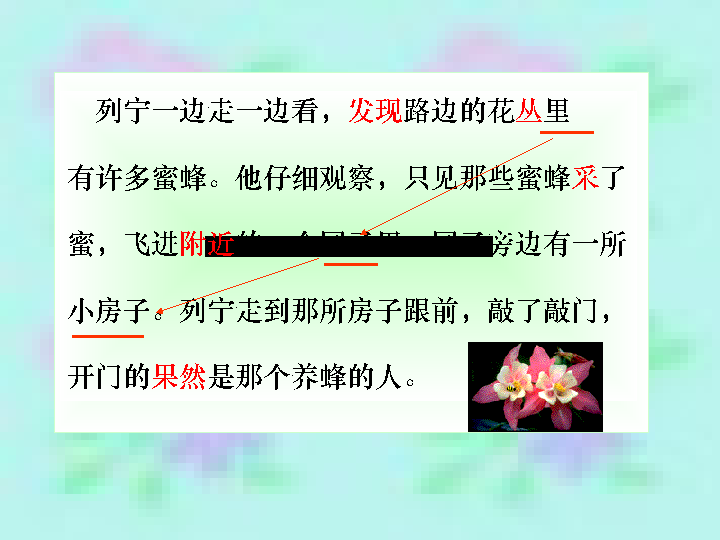 列宁一边走一边看，发现路边的花丛里
有许多蜜蜂。他仔细观察，只见那些蜜蜂采了
蜜，飞进附近旁边有一所
小房子。列宁走到那所房子跟前，敲了敲门，
开门的果然是那个养蜂的人。